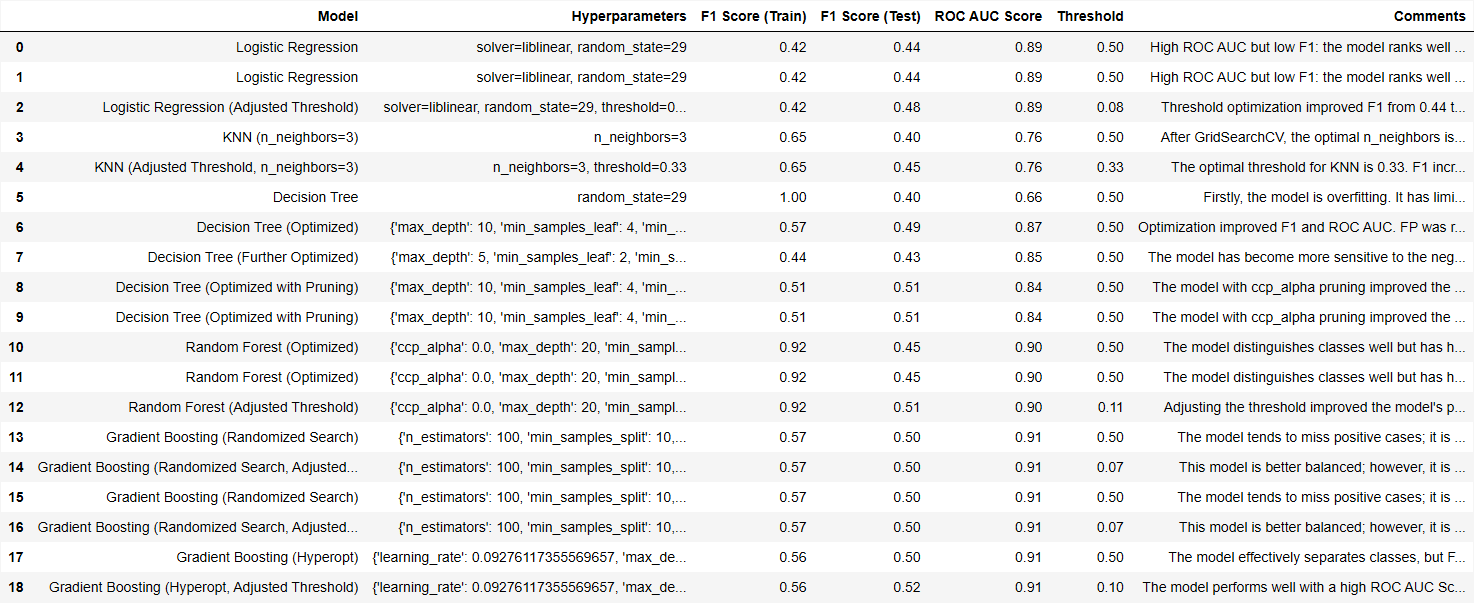 Model Hyperparameters F1 Score (Train) F1 Score (Test) ROC AUC Score Threshold Comments
0 Logistic Regression solver=liblinear, random_state=29 0.42 0.44 0.89 0.50 High ROC AUC but low F1: the model ranks well ...
1 Logistic Regression solver=liblinear, random_state=29 0.42 0.44 0.89 0.50 High ROC AUC but low F1: the model ranks well ...
2 Logistic Regression (Adjusted Threshold) solver=liblinear, random_state=29, threshold=0... 0.42 0.48 0.89 0.08 Threshold optimization improved F1 from 0.44 t...
3 KNN (n_neighbors=3) n_neighbors=3 0.65 0.40 0.76 0.50 After GridSearchCV, the optimal n_neighbors is...
4 KNN (Adjusted Threshold, n_neighbors=3) n_neighbors=3, threshold=0.33 0.65 0.45 0.76 0.33 The optimal threshold for KNN is 0.33. F1 incr...
5 Decision Tree random_state=29 1.00 0.40 0.66 0.50 Firstly, the model is overfitting. It has limi...
6 Decision Tree (Optimized) {'max_depth': 10, 'min_samples_leaf': 4, 'min_... 0.57 0.49 0.87 0.50 Optimization improved F1 and ROC AUC. FP was r...
7 Decision Tree (Further Optimized) {'max_depth': 5, 'min_samples_leaf': 2, 'min_s... 0.44 0.43 0.85 0.50 The model has become more sensitive to the neg...
8 Decision Tree (Optimized with Pruning) {'max_depth': 10, 'min_samples_leaf': 4, 'min_... 0.51 0.51 0.84 0.50 The model with ccp_alpha pruning improved the ...
9 Decision Tree (Optimized with Pruning) {'max_depth': 10, 'min_samples_leaf': 4, 'min_... 0.51 0.51 0.84 0.50 The model with ccp_alpha pruning improved the ...
10 Random Forest (Optimized) {'ccp_alpha': 0.0, 'max_depth': 20, 'min_sampl... 0.92 0.45 0.90 0.50 The model distinguishes classes well but has h...
11 Random Forest (Optimized) {'ccp_alpha': 0.0, 'max_depth': 20, 'min_sampl... 0.92 0.45 0.90 0.50 The model distinguishes classes well but has h...
12 Random Forest (Adjusted Threshold) {'ccp_alpha': 0.0, 'max_depth': 20, 'min_sampl... 0.92 0.51 0.90 0.11 Adjusting the threshold improved the model's p...
13 Gradient Boosting (Randomized Search) {'n_estimators': 100, 'min_samples_split': 10,... 0.57 0.50 0.91 0.50 The model tends to miss positive cases; it is ...
14 Gradient Boosting (Randomized Search, Adjusted... {'n_estimators': 100, 'min_samples_split': 10,... 0.57 0.50 0.91 0.07 This model is better balanced; however, it is ...
15 Gradient Boosting (Randomized Search) {'n_estimators': 100, 'min_samples_split': 10,... 0.57 0.50 0.91 0.50 The model tends to miss positive cases; it is ...
16 Gradient Boosting (Randomized Search, Adjusted... {'n_estimators': 100, 'min_samples_split': 10,... 0.57 0.50 0.91 0.07 This model is better balanced; however, it is ...
17 Gradient Boosting (Hyperopt) {'learning_rate': 0.09276117355569657, 'max_de... 0.56 0.50 0.91 0.50 The model effectively separates classes, but F...
18 Gradient Boosting (Hyperopt, Adjusted Threshold) {'learning_rate': 0.09276117355569657, 'max_de... 0.56 0.52 0.91 0.10 The model performs well with a high ROC AUC Sc...